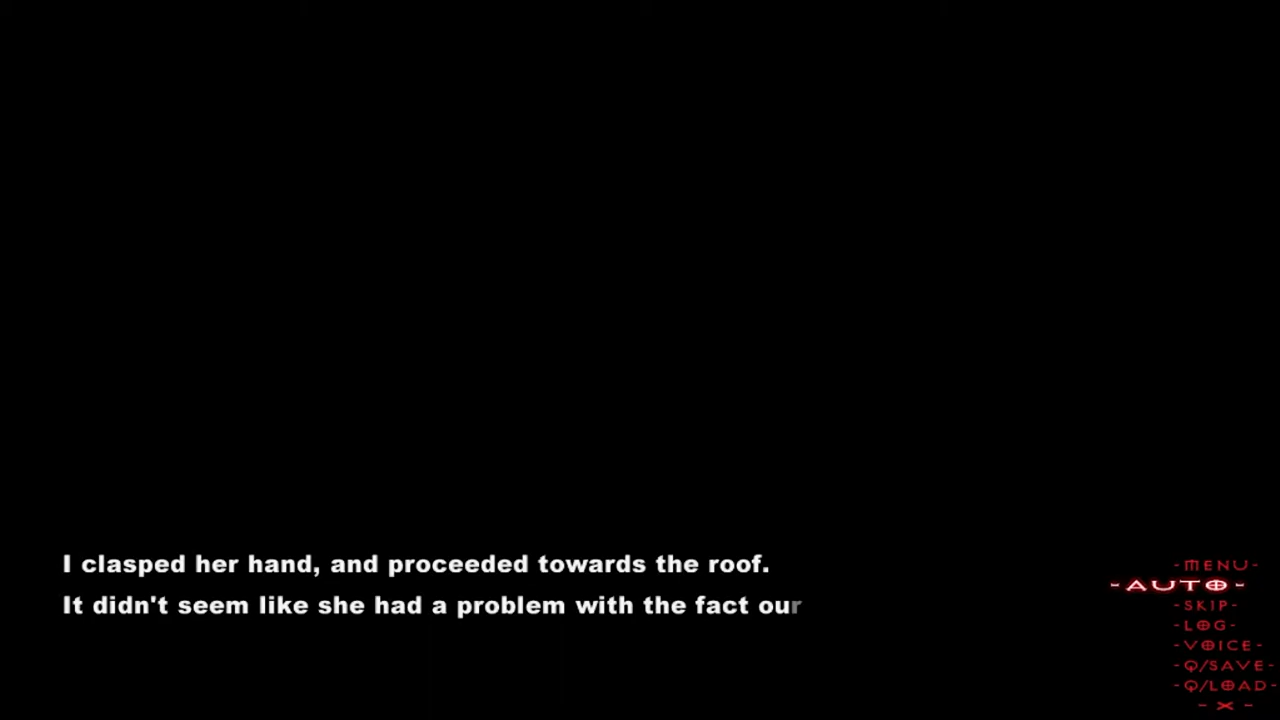 I clasped her hand, and proceeded towards the roof.
It didn't seem like she had a problem with the fact our
-MENU-
-AUTO-
-SKIP-
-LOG-
-VOICE-
-Q/SAVE-
-Q/LOAD-
-X-